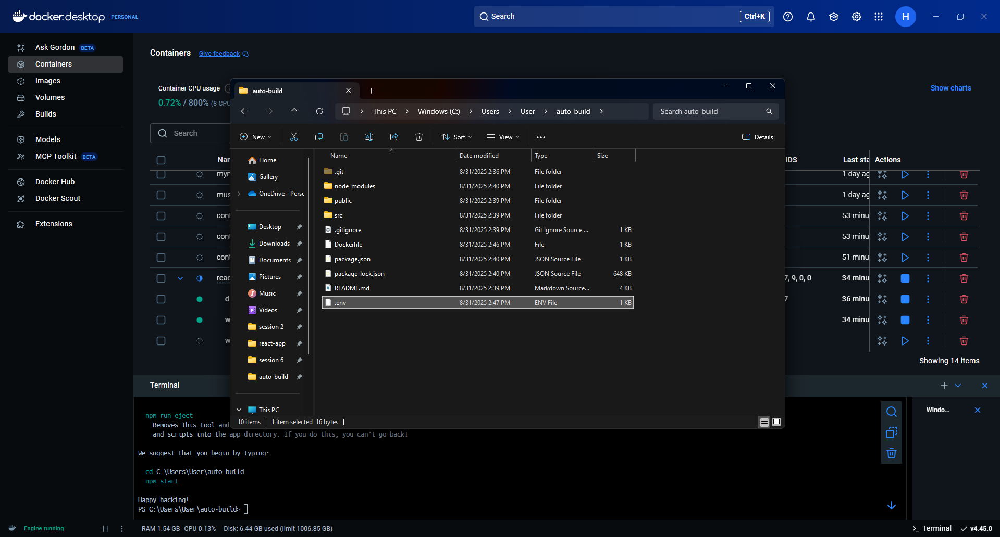 docker desktop PERSONAL
Search Ctrl+K
H
Ask Gordon BETA
Containers
Images
Volumes
Builds
Models
MCP Toolkit BETA
Docker Hub
Docker Scout
Extensions
Containers Give feedback
Container CPU usage
0.72% / 800% (8 CPU
Show charts
Search
Nan
IDS
Last sta
Actions
1 day ag
mus
1 day ag
cont
53 minu
cont
53 minu
cont
51 minu
reac
7, 9, 0, 0
34 minu
36 minu
w
34 minu
w
Showing 14 items
auto-build
This PC > Windows (C:) > Users > User > auto-build >
Search auto-build
New
Sort
View
Details
Home
Gallery
OneDrive - Perso
Desktop
Downloads
Documents
Pictures
Music
Videos
session 2
react-app
session 6
auto-build
This PC
Name Date modified Type Size
.git 8/31/2025 2:36 PM File folder
node_modules 8/31/2025 2:40 PM File folder
public 8/31/2025 2:39 PM File folder
src 8/31/2025 2:39 PM File folder
.gitignore 8/31/2025 2:39 PM Git Ignore Source ... 1 KB
Dockerfile 8/31/2025 2:46 PM File 1 KB
package.json 8/31/2025 2:40 PM JSON Source File 1 KB
package-lock.json 8/31/2025 2:40 PM JSON Source File 648 KB
README.md 8/31/2025 2:39 PM Markdown Source... 4 KB
.env 8/31/2025 2:47 PM ENV File 1 KB
10 items | 1 item selected 16 bytes |
Terminal
npm run eject
Removes this tool and
and scripts into the app directory. If you do this, you can't go back!
We suggest that you begin by typing:
cd C:\Users\User\auto-build
npm start
Happy hacking!
PS C:\Users\User\auto-build>
Windo...
Engine running
RAM 1.54 GB CPU 0.13% Disk: 6.44 GB used (limit 1006.85 GB)
>_ Terminal
v4.45.0